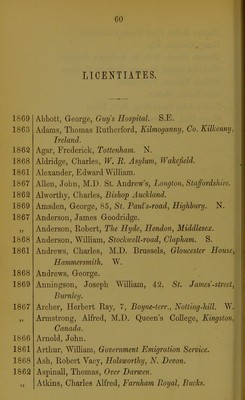 60
LICENTIATES.
1869 Abbott, George, Guy's Hospital. S.E.
1863 Adams, Thomas Rutherford, Kilmoganny, Co. Kilkenny,
Ireland.
1862 Agar, Frederick, Tottenham. N.
1868 Aldridge, Charles, W. R. Asylum, Wakefield.
1861 Alexander, Edward William.
1867 Allen, John, M.D. St. Andrew's, Longton, Staffordshire.
1862 Alworthy, Charles, Bishop Auckland.
1869 Amsden, George, 85, St. Paul's-road, Highbury. N.
1867 Anderson, James Goodridge.
„ Anderson, Robert, The Hyde, Hendon, Middlesex.
1868 Anderson, William, Stockwell-road, Clapham. S.
1861 Andrews, Charles, M.D. Brussels, Gloucester House,
Hammersmith. W.
1868 Andrews, George.
1869 Anningson, Joseph William, 42, St. James'-street,
Burnley.
1867 Archer, Herbert Ray, 7, Boyne-terr., Notting-hill. W.
„ Armstrong, Alfred, M.D. Queen's College, Kingston,
Canada.
1866 Arnold, John.
1861 Arthur, William, Government Emigration Service.
1868 Ash, Robert Vacy, Holsworthy, N. Devon.
1862 Aspinall, Thomas, Over Darwen.
„ Atkins, Charles Alfred, Farnham Royal, Bucks.